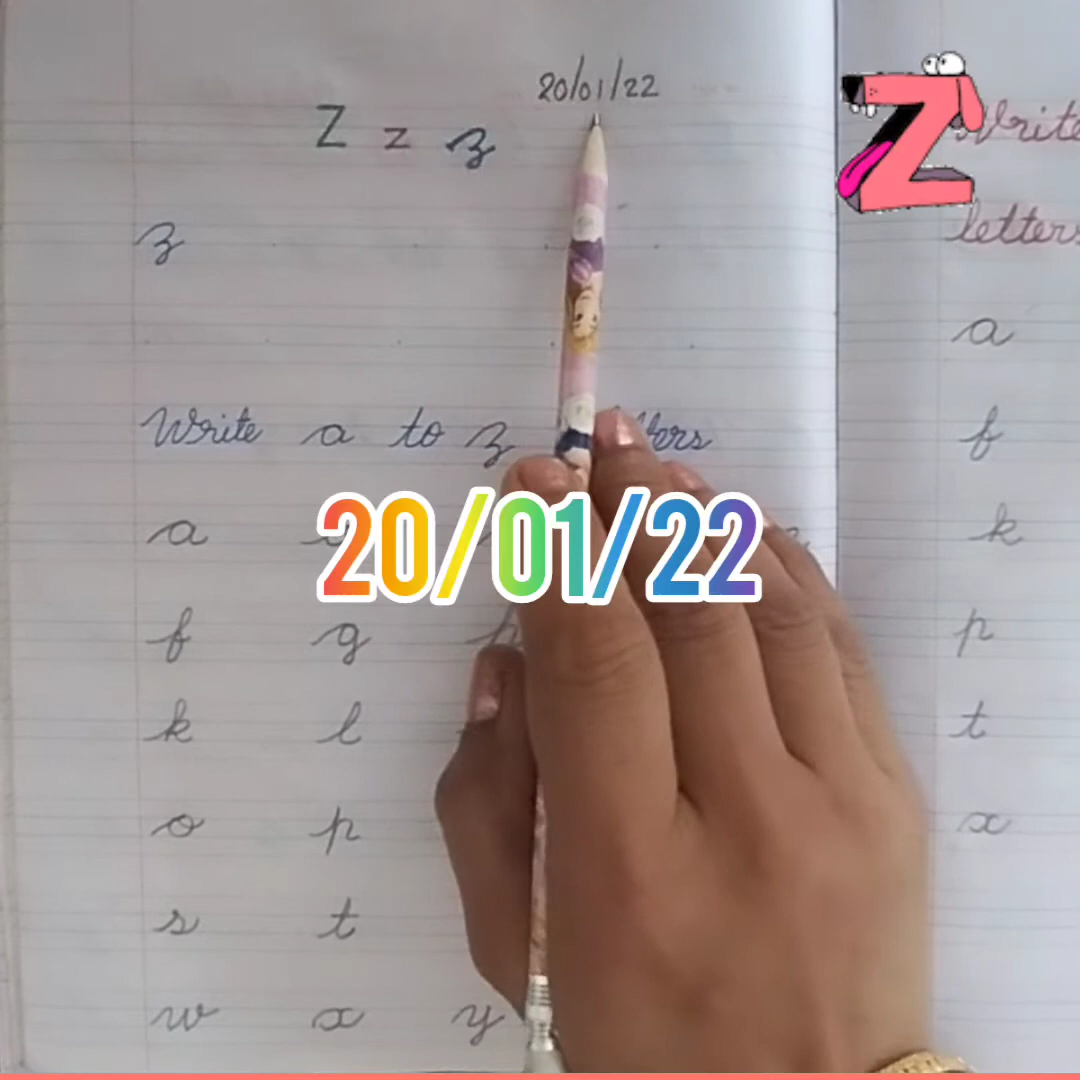 20/01/22
Z z z
z
Write a to z
a
20/01/22
f g h
k l
o p
s t
w x y
Z
Write
letters
a
f
k
p
t
x